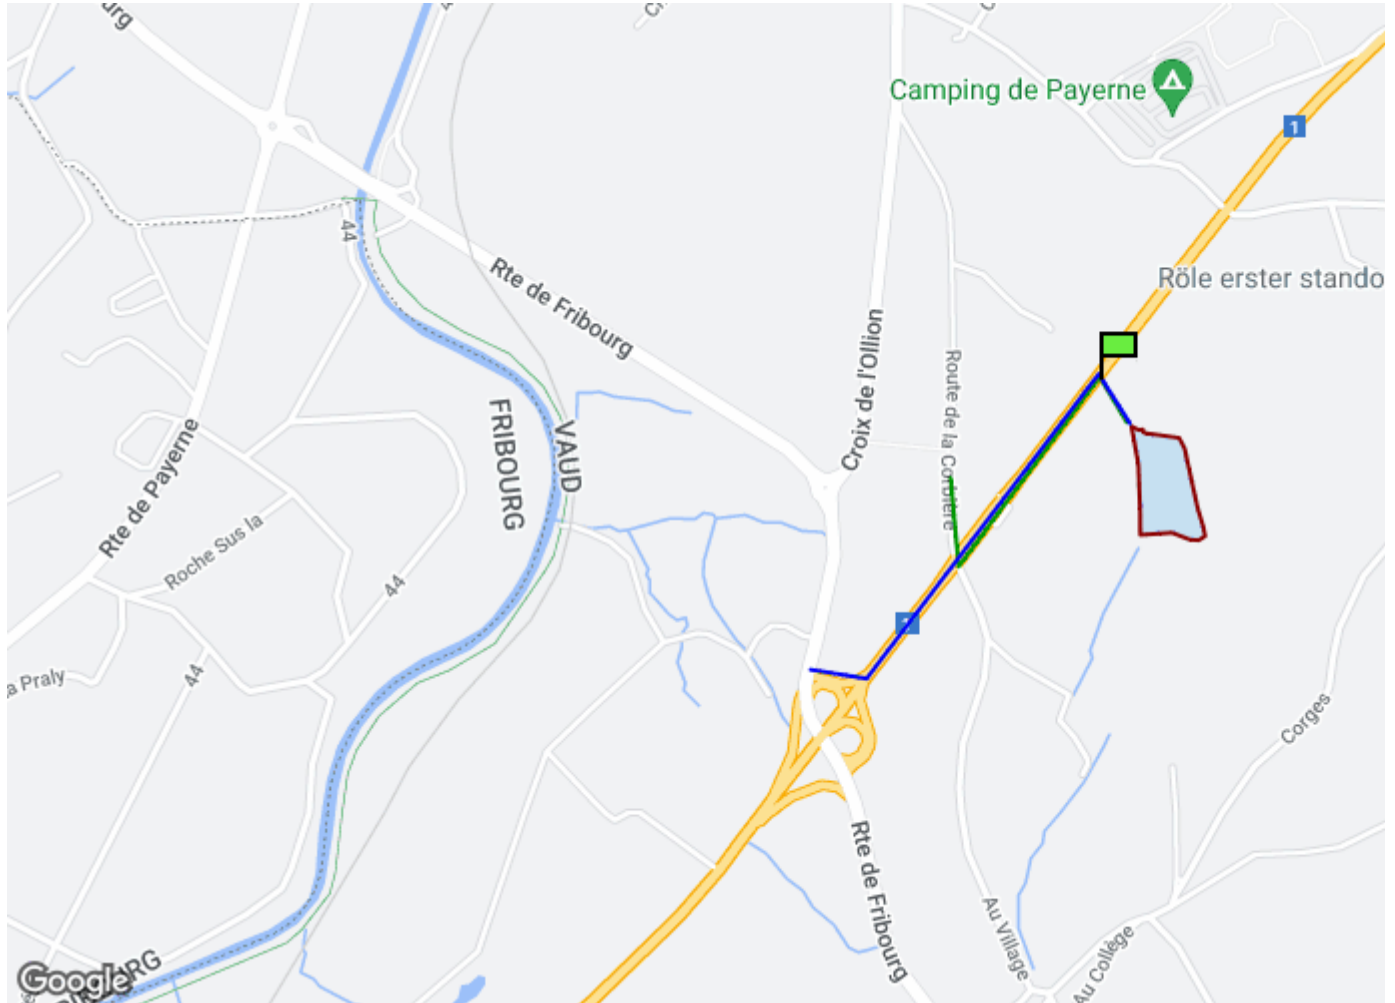 urg
Camping de Payerne
1
44
Rte de Fribourg
Röle erster stando
Croix de l'Ollion
Route de la Corbière
FRIBOURG
VAUD
Rte de Payerne
Roche Sus la
44
1
a Praly
44
Corges
Rte de Fribourg
Au Village
Au Collège
Google